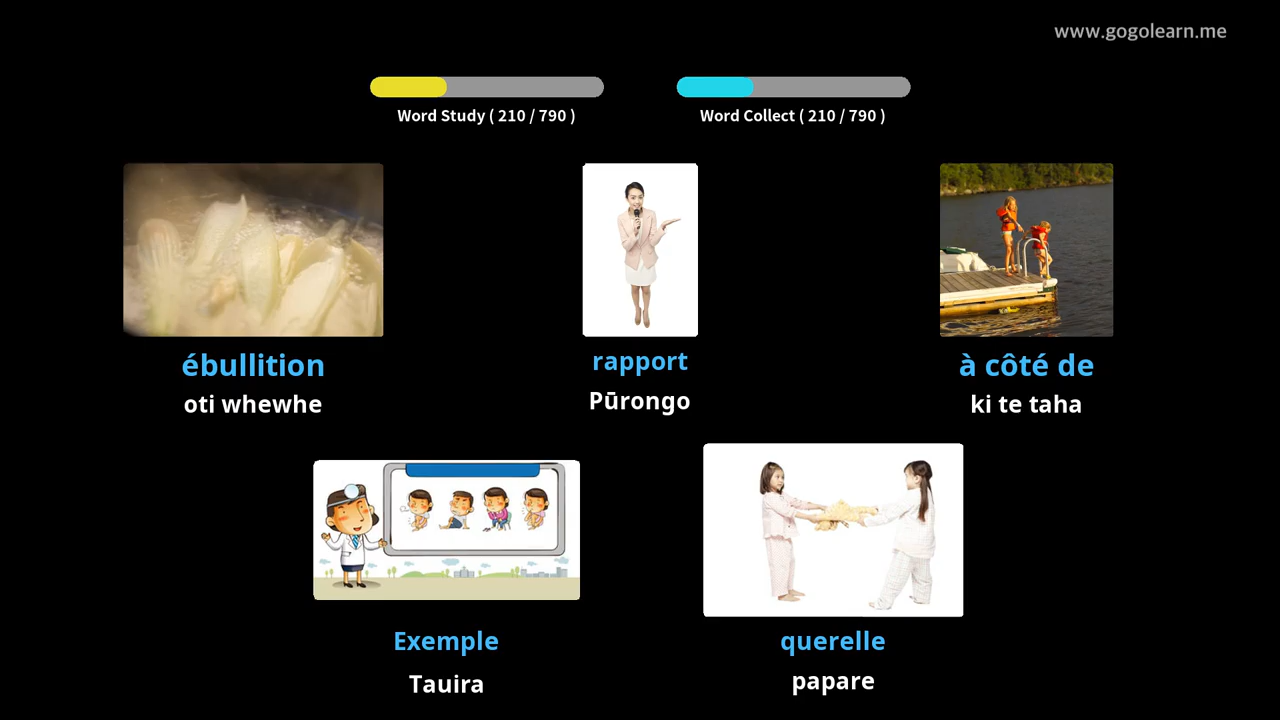 www.gogolearn.me
Word Study ( 210 / 790 )
Word Collect ( 210 / 790 )
ébullition
oti whewhe
rapport
Pūrongo
à côté de
ki te taha
Exemple
Tauira
querelle
papare